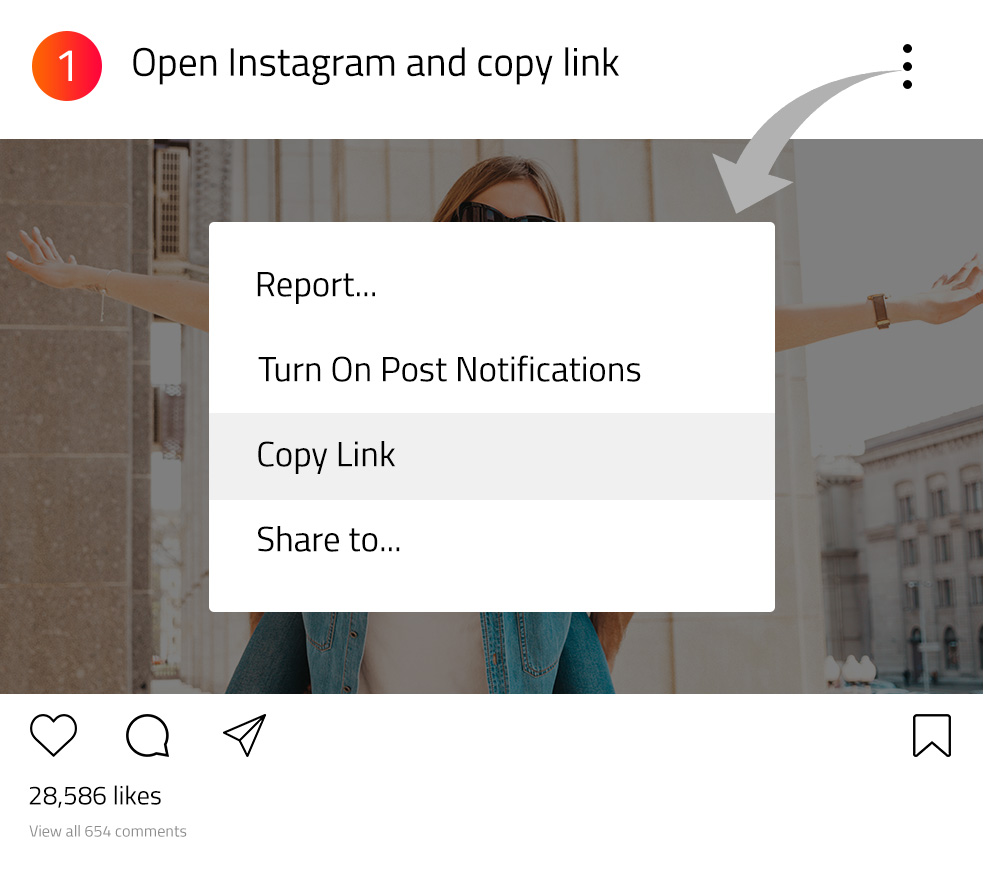 1
Open Instagram and copy link
Report...
Turn On Post Notifications
Copy Link
Share to...
28,586 likes
View all 654 comments